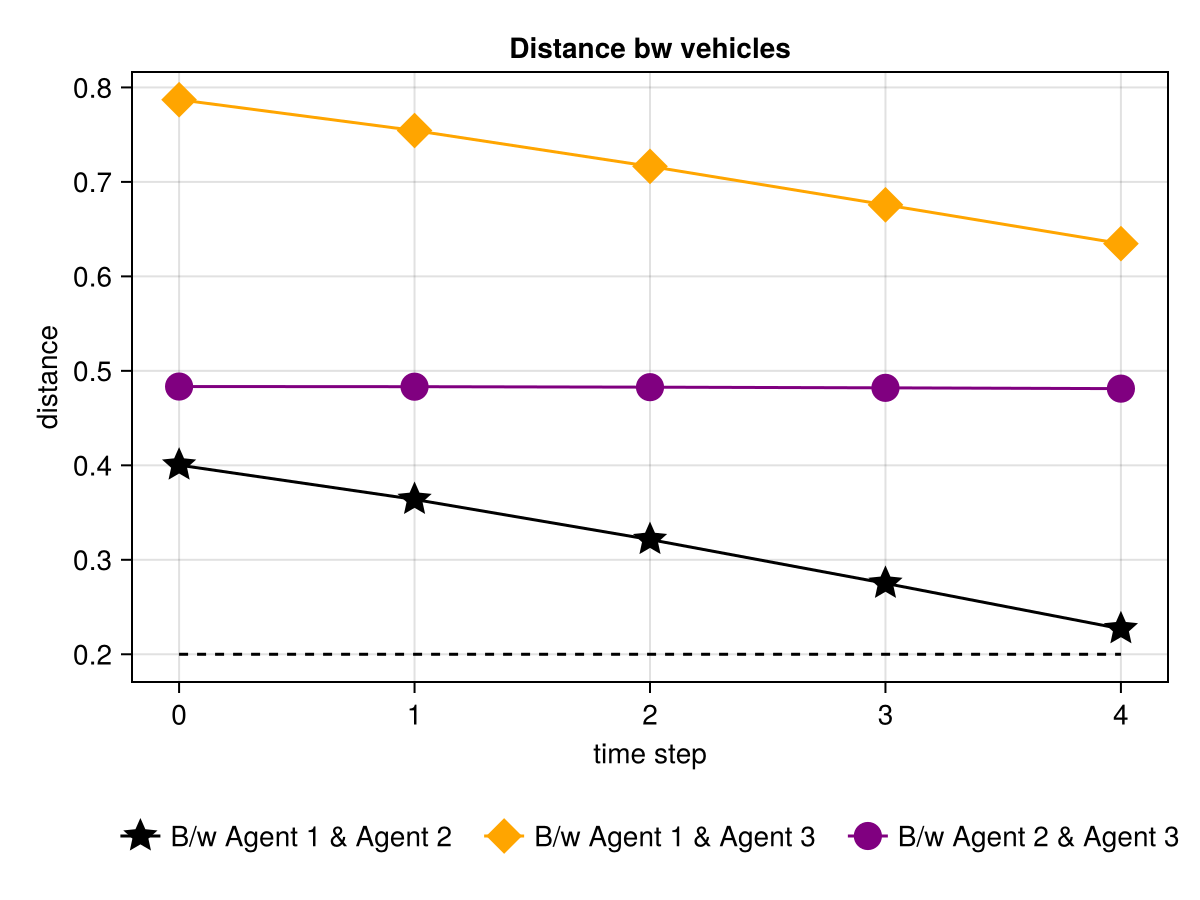 Distance bw vehicles
0.8
0.7
0.6
0.5
0.4
0.3
0.2
distance
0 1 2 3 4
time step
B/w Agent 1 & Agent 2 B/w Agent 1 & Agent 3 B/w Agent 2 & Agent 3